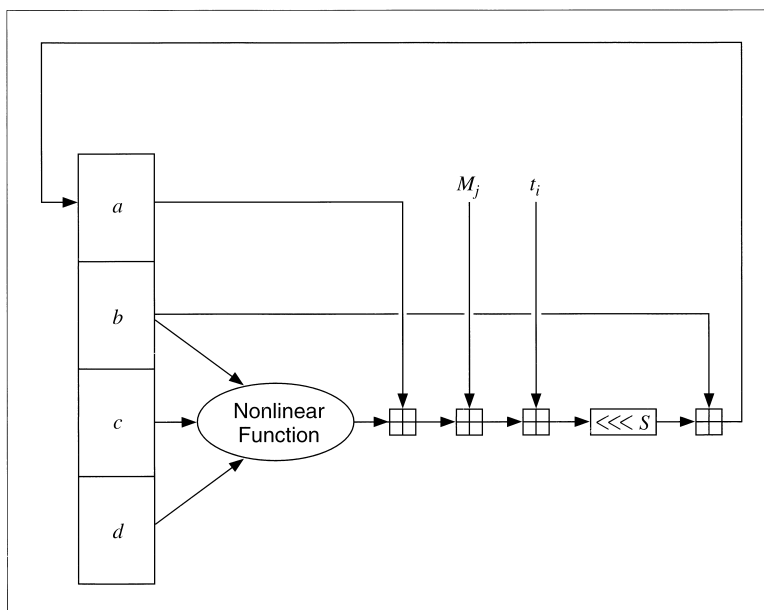 a
M_j
t_i
b
c
Nonlinear
Function
<<< S
d